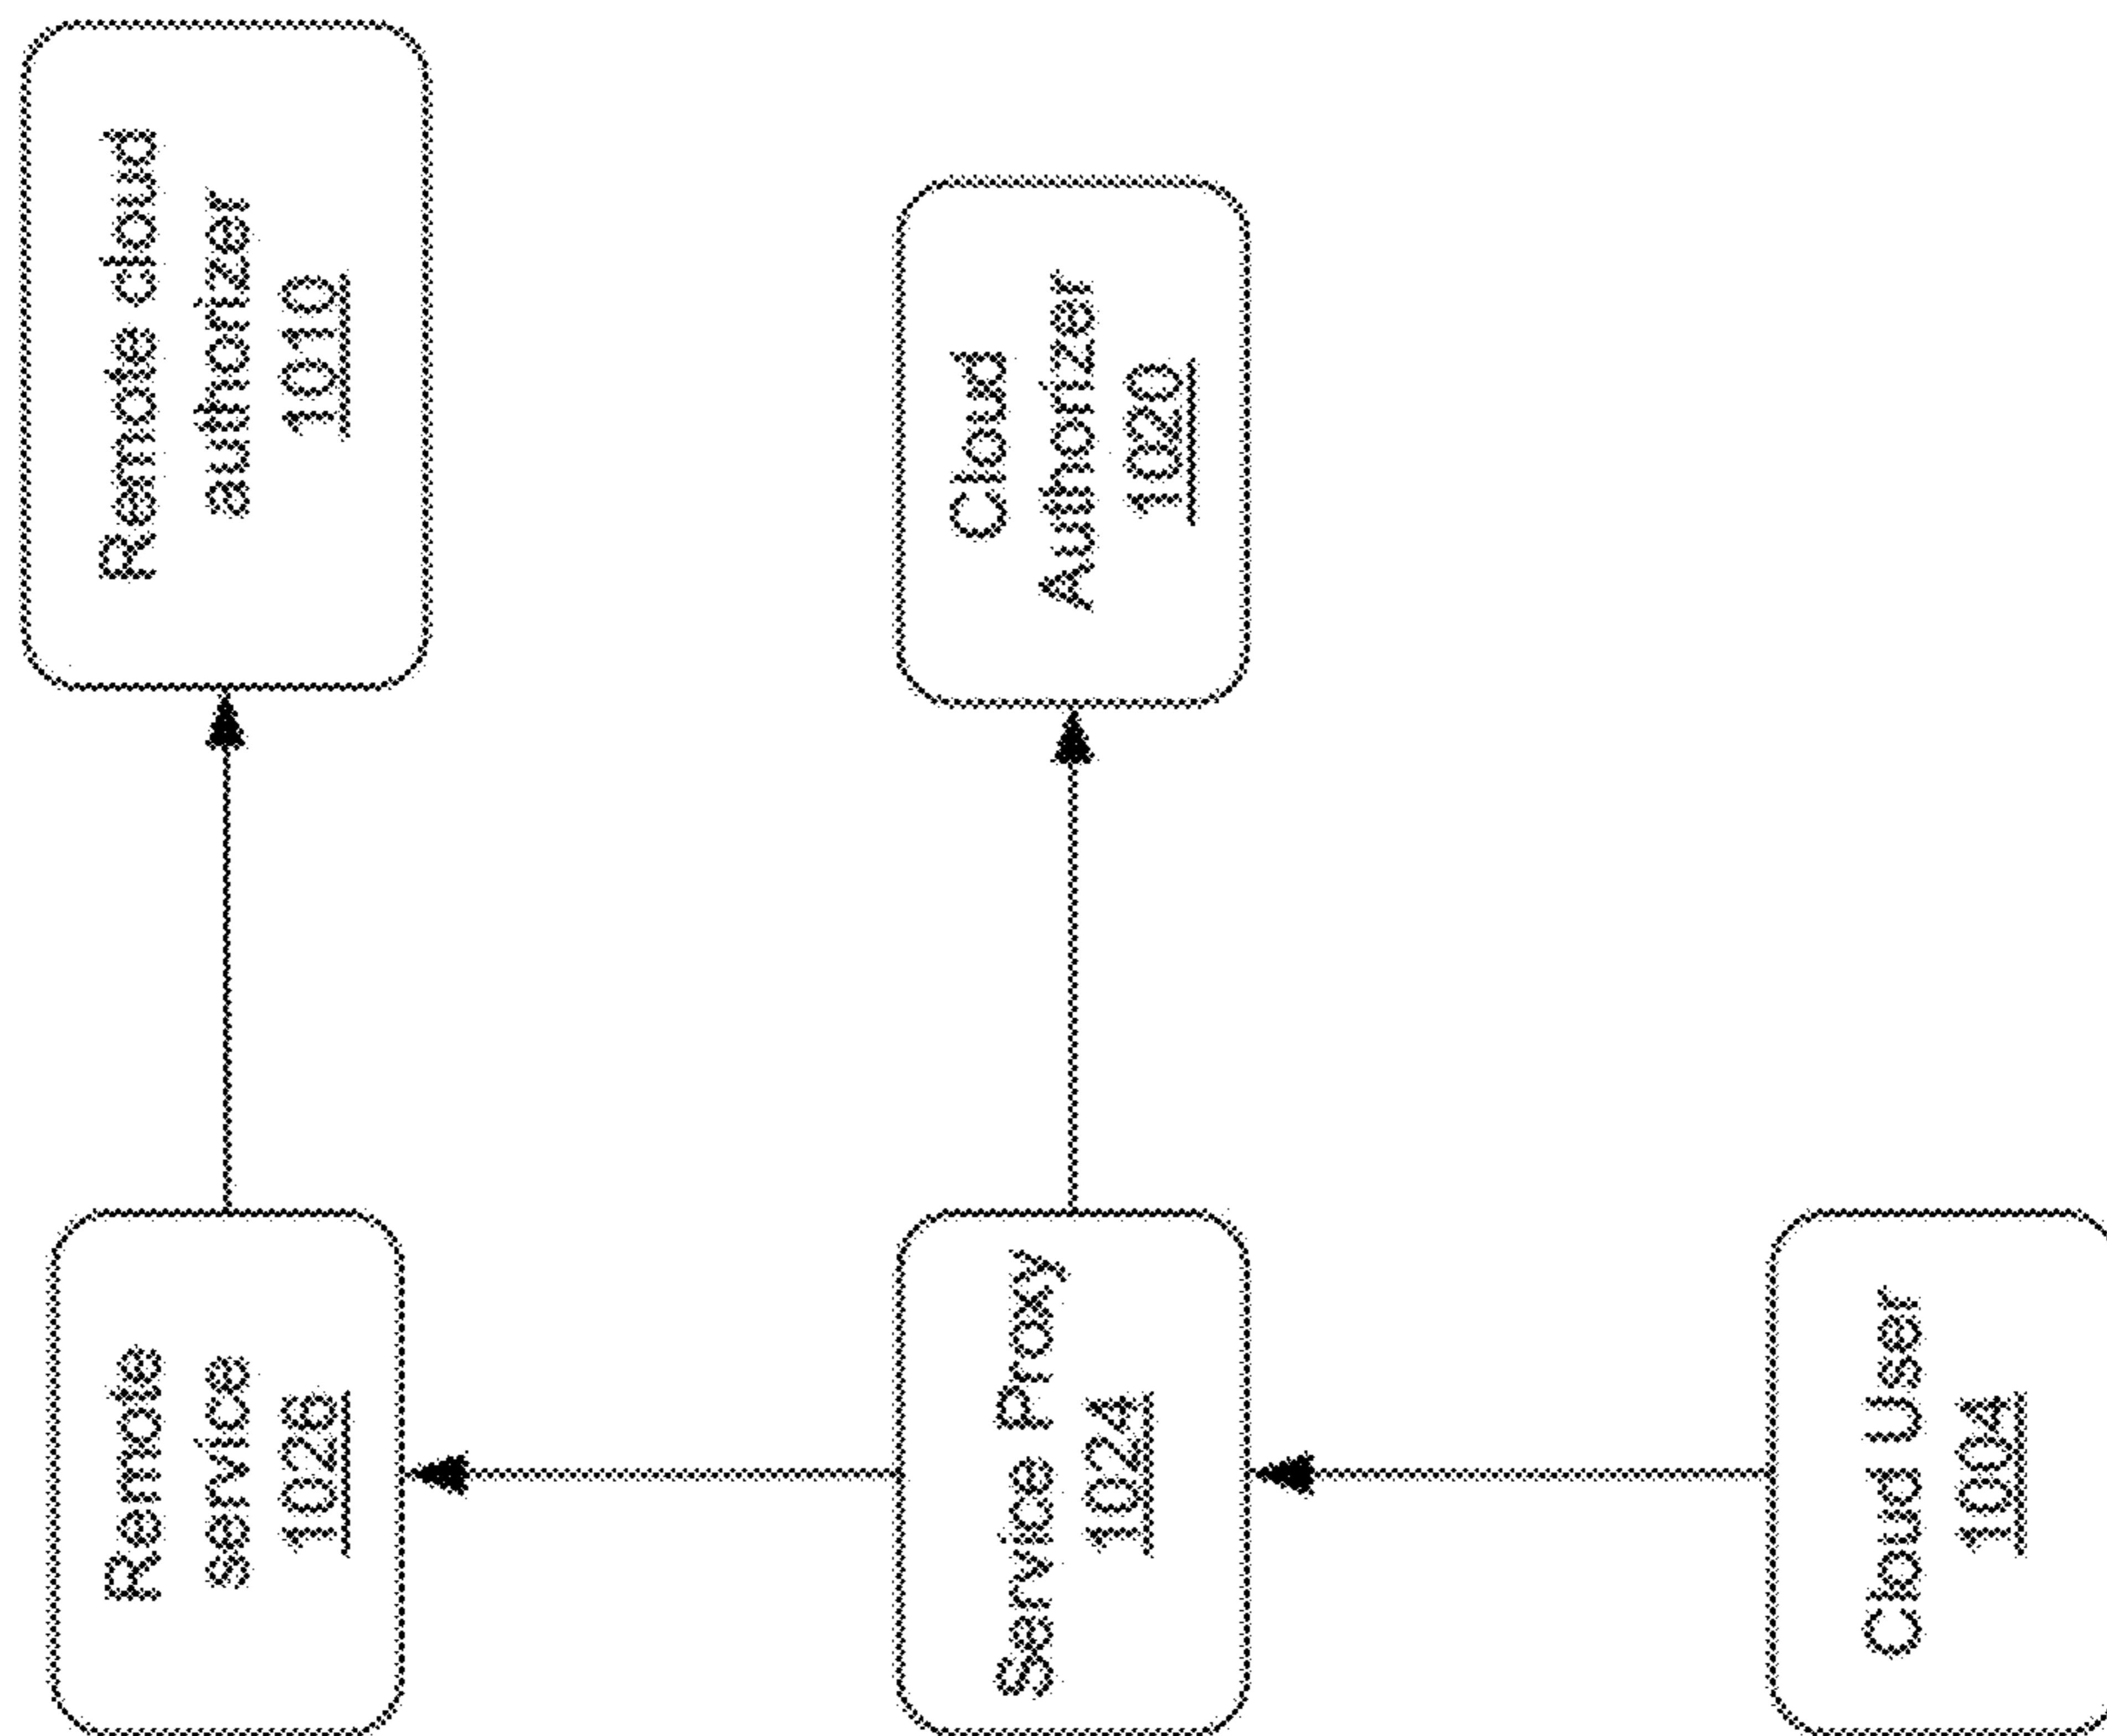 Remote
service
1026
Remote cloud
authorizer
1010
Service Proxy
1024
Cloud
Authorizer
1020
Cloud User
1004